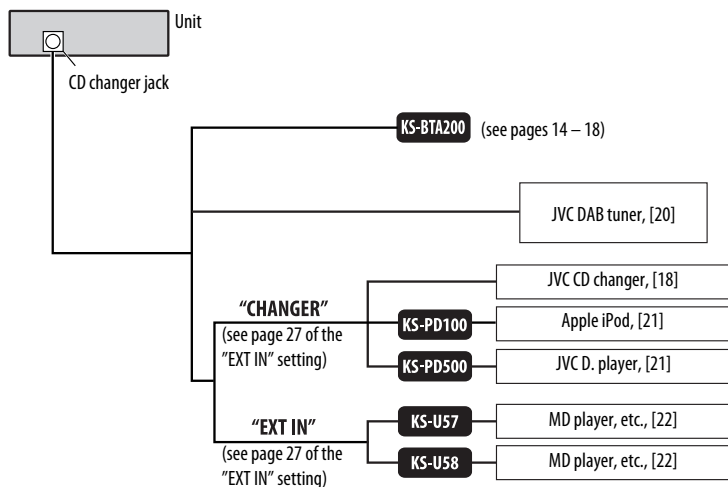 Unit
CD changer jack
KS-BTA200 (see pages 14 – 18)
JVC DAB tuner, [20]
JVC CD changer, [18]
"CHANGER"
(see page 27 of the
"EXT IN" setting)
KS-PD100
Apple iPod, [21]
KS-PD500
JVC D. player, [21]
"EXT IN"
(see page 27 of the
"EXT IN" setting)
KS-U57
MD player, etc., [22]
KS-U58
MD player, etc., [22]